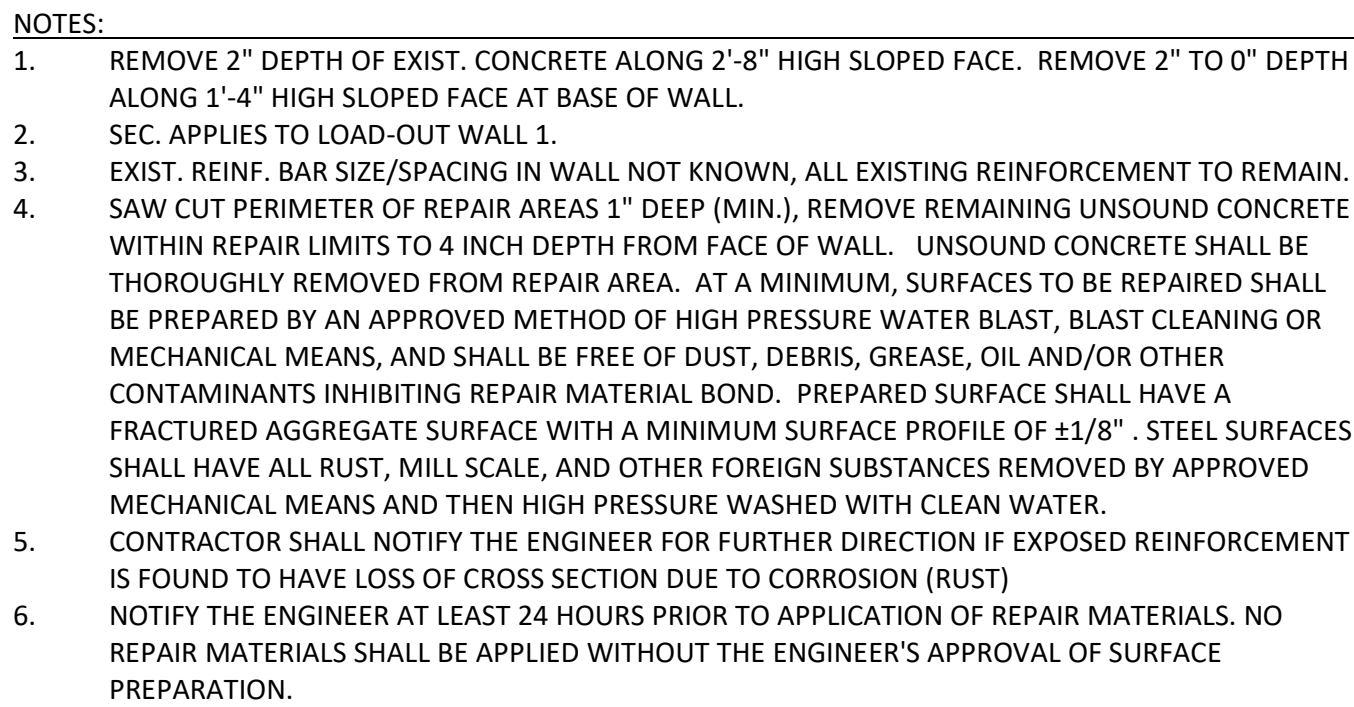 NOTES:
1. REMOVE 2" DEPTH OF EXIST. CONCRETE ALONG 2'-8" HIGH SLOPED FACE. REMOVE 2" TO 0" DEPTH
ALONG 1'-4" HIGH SLOPED FACE AT BASE OF WALL.
2. SEC. APPLIES TO LOAD-OUT WALL 1.
3. EXIST. REINF. BAR SIZE/SPACING IN WALL NOT KNOWN, ALL EXISTING REINFORCEMENT TO REMAIN.
4. SAW CUT PERIMETER OF REPAIR AREAS 1" DEEP (MIN.), REMOVE REMAINING UNSOUND CONCRETE
WITHIN REPAIR LIMITS TO 4 INCH DEPTH FROM FACE OF WALL. UNSOUND CONCRETE SHALL BE
THOROUGHLY REMOVED FROM REPAIR AREA. AT A MINIMUM, SURFACES TO BE REPAIRED SHALL
BE PREPARED BY AN APPROVED METHOD OF HIGH PRESSURE WATER BLAST, BLAST CLEANING OR
MECHANICAL MEANS, AND SHALL BE FREE OF DUST, DEBRIS, GREASE, OIL AND/OR OTHER
CONTAMINANTS INHIBITING REPAIR MATERIAL BOND. PREPARED SURFACE SHALL HAVE A
FRACTURED AGGREGATE SURFACE WITH A MINIMUM SURFACE PROFILE OF ±1/8" . STEEL SURFACES
SHALL HAVE ALL RUST, MILL SCALE, AND OTHER FOREIGN SUBSTANCES REMOVED BY APPROVED
MECHANICAL MEANS AND THEN HIGH PRESSURE WASHED WITH CLEAN WATER.
5. CONTRACTOR SHALL NOTIFY THE ENGINEER FOR FURTHER DIRECTION IF EXPOSED REINFORCEMENT
IS FOUND TO HAVE LOSS OF CROSS SECTION DUE TO CORROSION (RUST)
6. NOTIFY THE ENGINEER AT LEAST 24 HOURS PRIOR TO APPLICATION OF REPAIR MATERIALS. NO
REPAIR MATERIALS SHALL BE APPLIED WITHOUT THE ENGINEER'S APPROVAL OF SURFACE
PREPARATION.